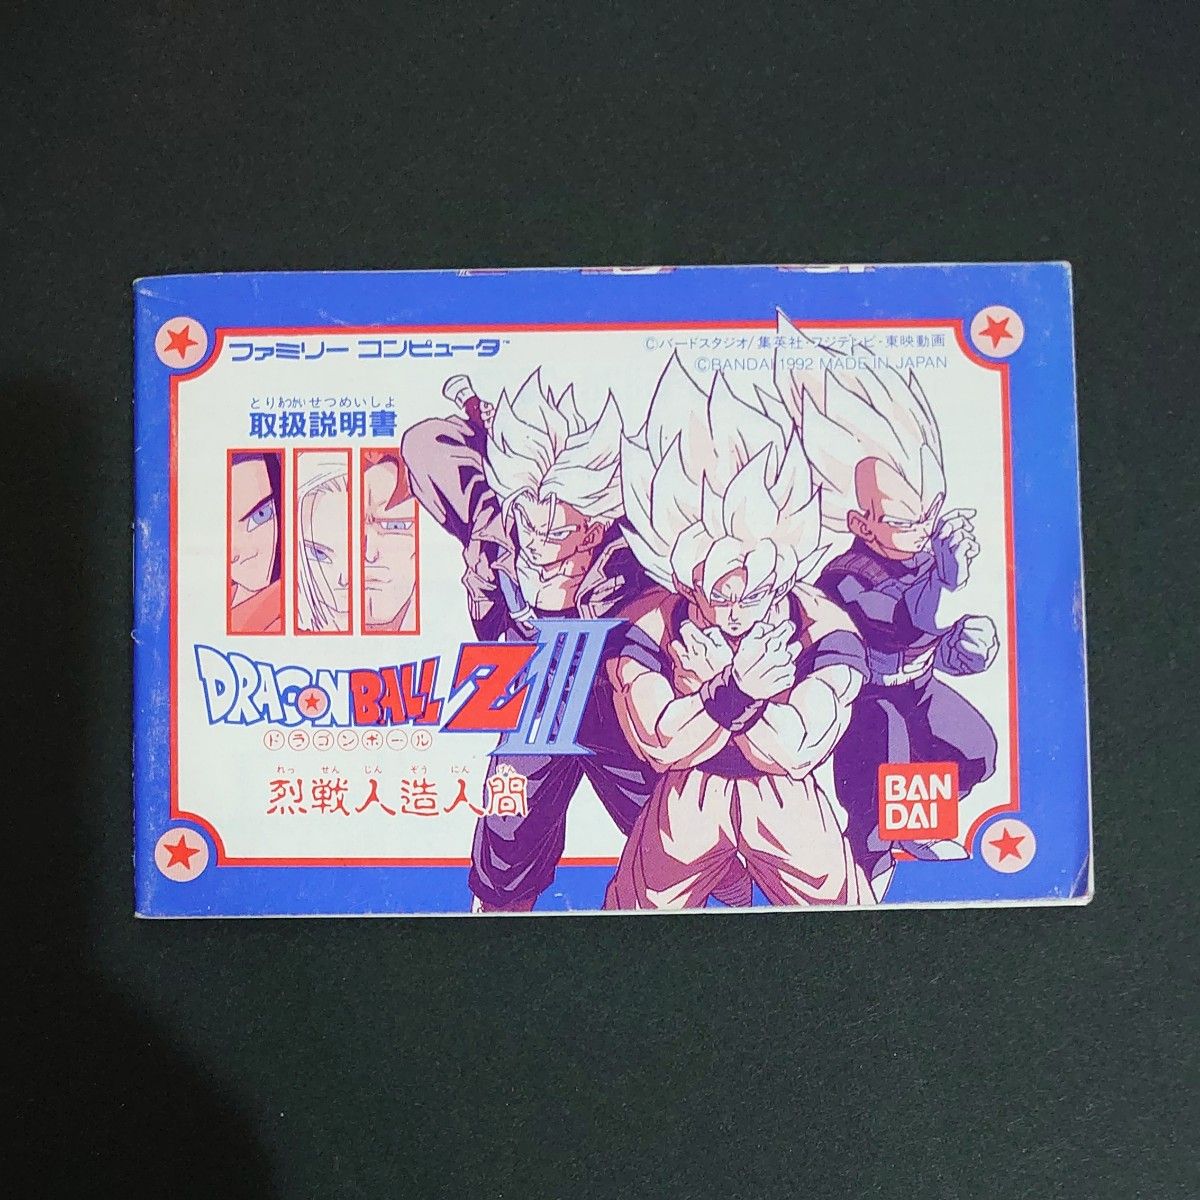 ファミリー コンピュータ™
©バードスタジオ/集英社・フジテレビ・東映動画
©BANDAI 1992 MADE IN JAPAN
とりあつかいせつめいしよ
取扱説明書
DRAGON BALL Z III
ドラゴンボール
れっ せん じん ぞう にん げん
烈戦人造人間
BAN
DAI